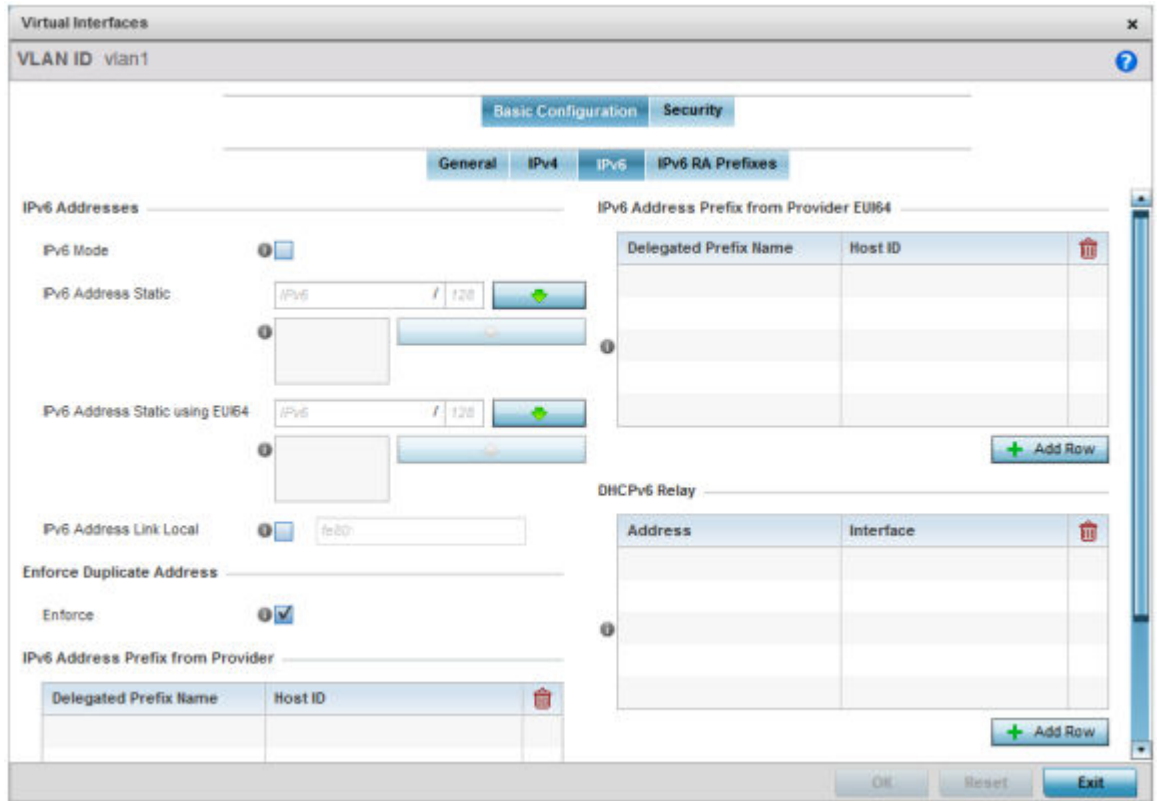 Virtual Interfaces
VLAN ID vlan1
Basic Configuration Security
General IPv4 IPv6 IPv6 RA Prefixes
IPv6 Addresses
IPv6 Mode
IPv6 Address Static
IPv6 / 128
IPv6 Address Static using EUI64
IPv6 / 128
IPv6 Address Link Local
fe80::
Enforce Duplicate Address
Enforce
IPv6 Address Prefix from Provider
Delegated Prefix Name Host ID
IPv6 Address Prefix from Provider EUI64
Delegated Prefix Name Host ID
Add Row
DHCPv6 Relay
Address Interface
Add Row
OK Reset Exit